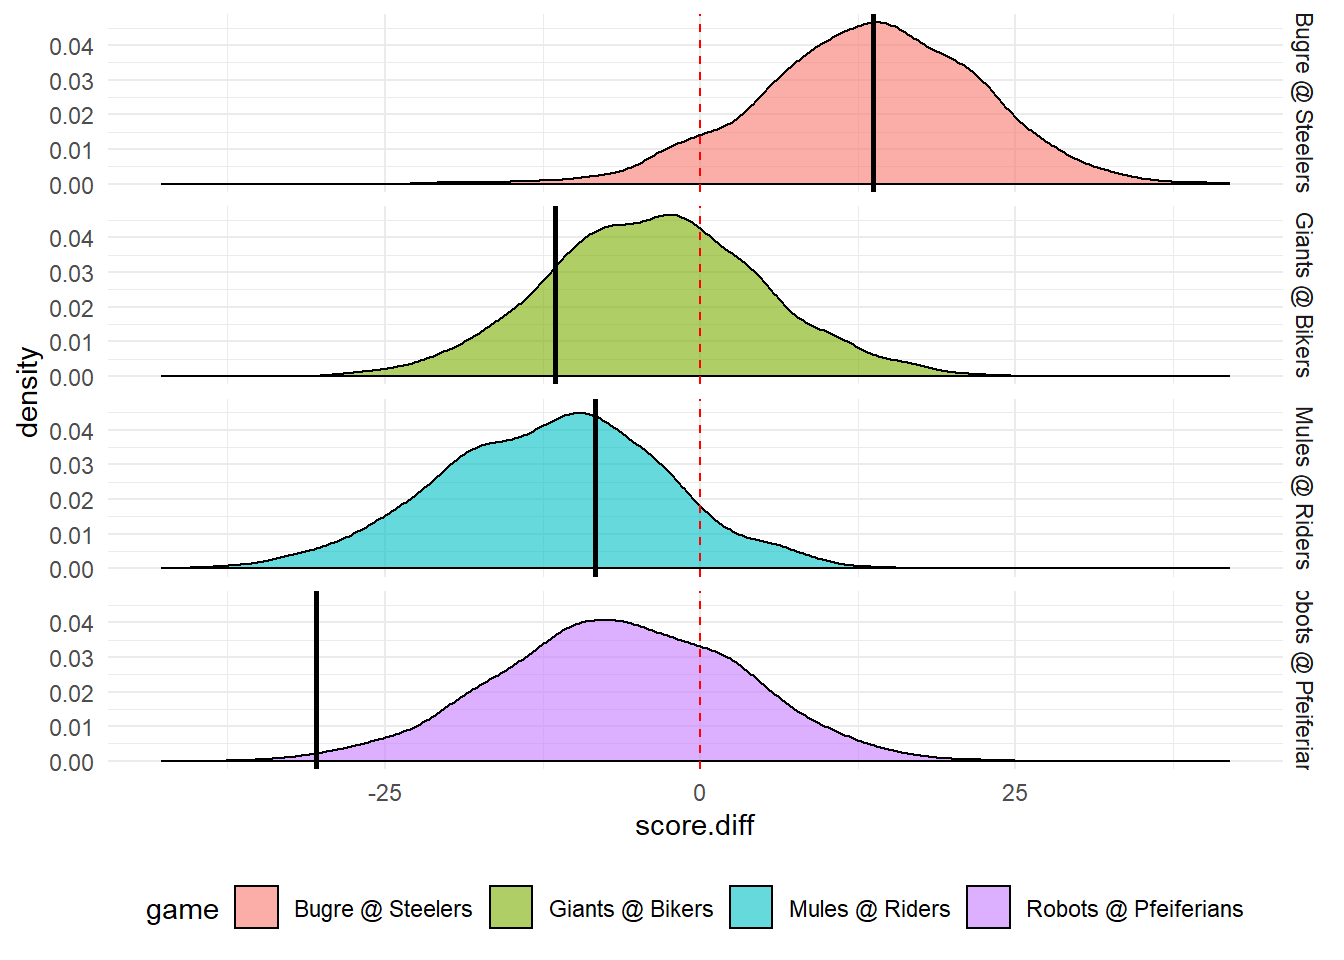 0.04
0.03
0.02
0.01
0.00
Bugre @ Steelers
0.04
0.03
0.02
0.01
0.00
Giants @ Bikers
0.04
0.03
0.02
0.01
0.00
Mules @ Riders
0.04
0.03
0.02
0.01
0.00
obots @ Pfeiferiar
density
-25 0 25
score.diff
game Bugre @ Steelers Giants @ Bikers Mules @ Riders Robots @ Pfeiferians